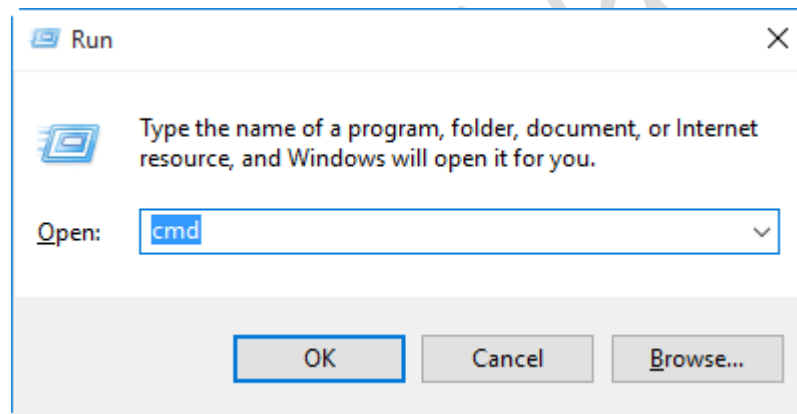 Run
Type the name of a program, folder, document, or Internet
resource, and Windows will open it for you.
Open: cmd
OK Cancel Browse...